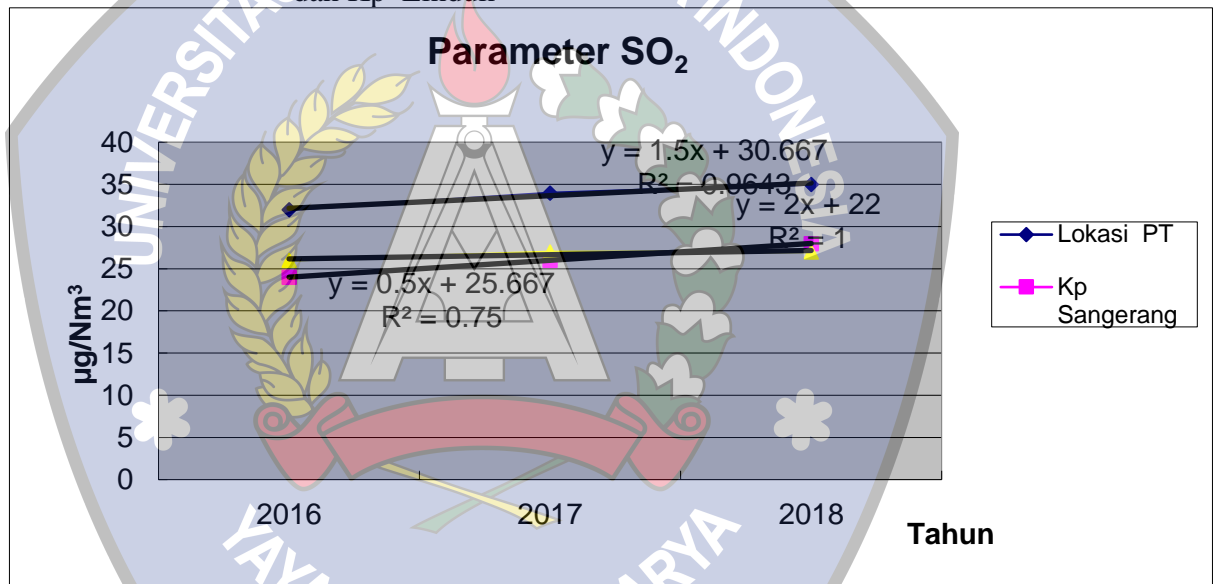 Parameter SO₂
µg/Nm³
40
35
30
25
20
15
10
5
0
y = 1.5x + 30.667
R² = 0.9643
y = 2x + 22
R² = 1
y = 0.5x + 25.667
R² = 0.75
2016 2017 2018
Tahun
Lokasi PT
Kp
Sangerang